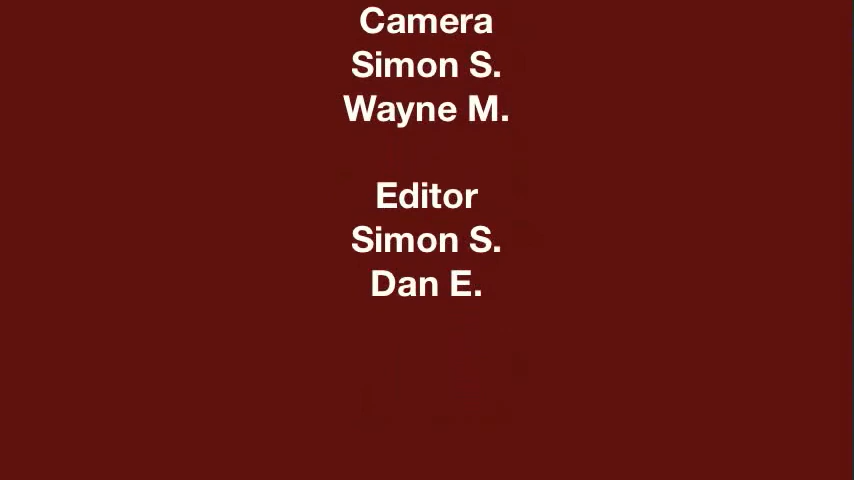 Camera
Simon S.
Wayne M.
Editor
Simon S.
Dan E.